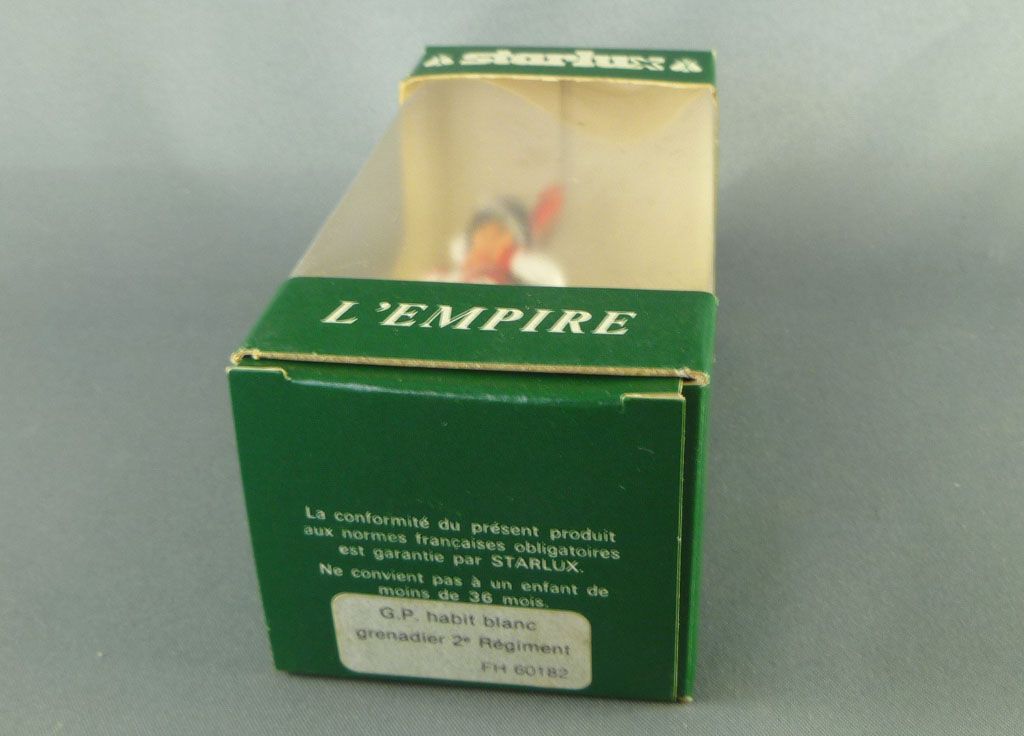 starlux
L'EMPIRE
La conformité du présent produit
aux normes françaises obligatoires
est garantie par STARLUX.
Ne convient pas à un enfant de
moins de 36 mois.
G.P. habit blanc
grenadier 2e Régiment
FH 60182